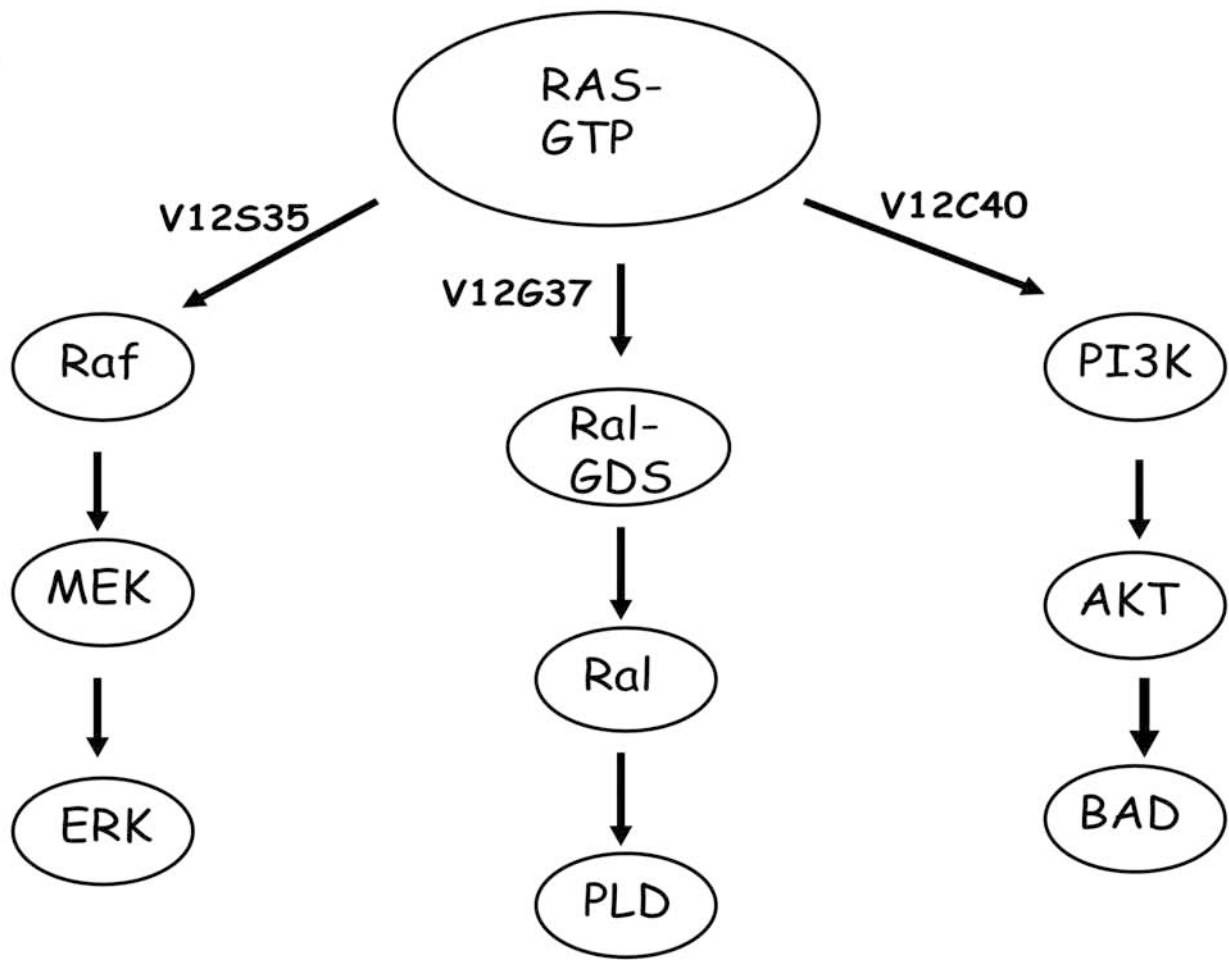 RAS-
GTP
V12S35
V12G37
V12C40
Raf
Ral-
GDS
PI3K
MEK
Ral
AKT
ERK
PLD
BAD